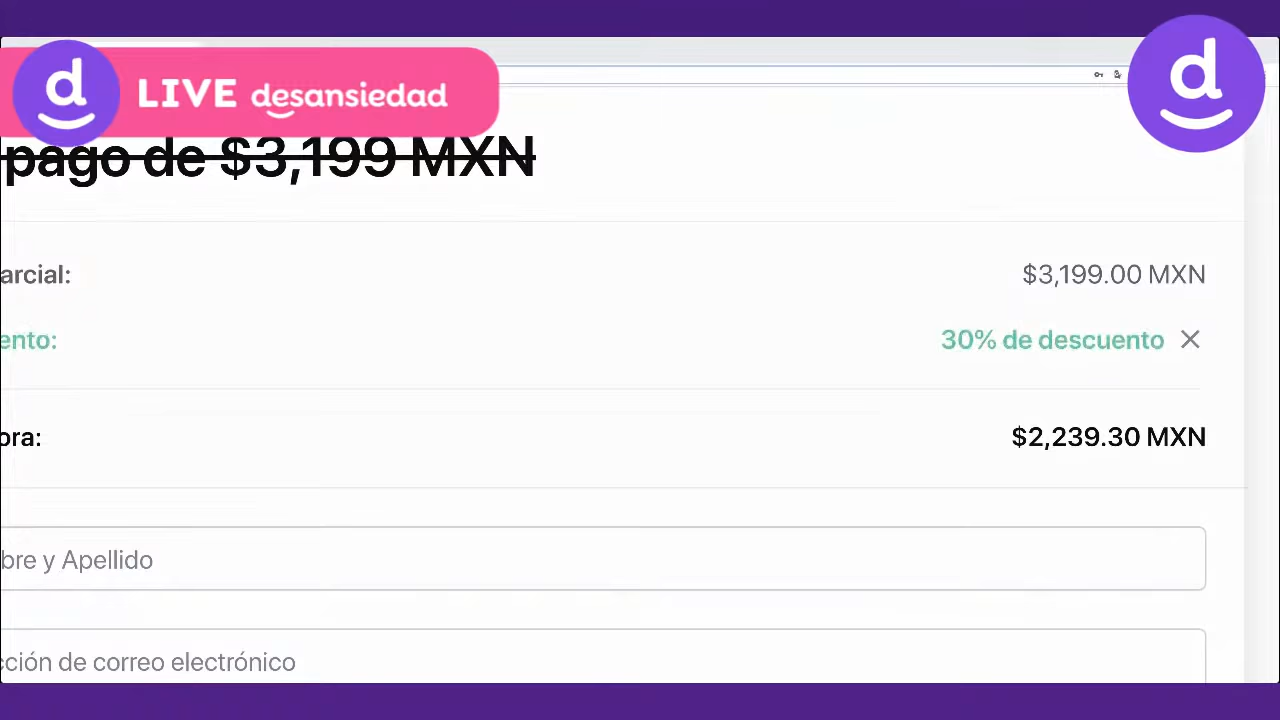 d LIVE desansiedad
d
pago de $3,199 MXN
arcial: $3,199.00 MXN
ento: 30% de descuento
ora: $2,239.30 MXN
bre y Apellido
cción de correo electrónico